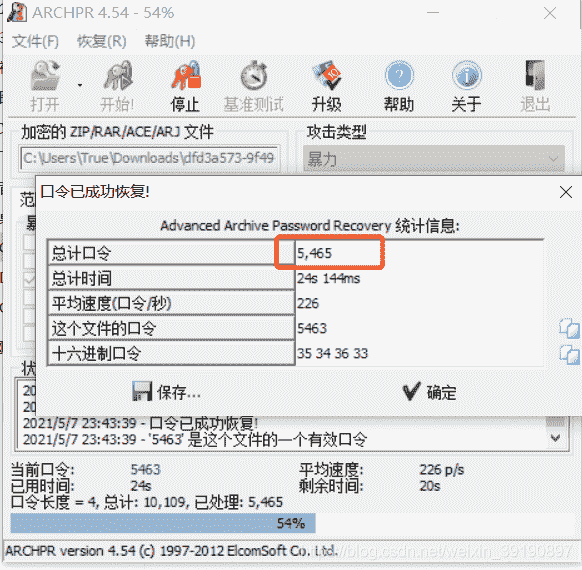 ARCHPR 4.54 - 54%
文件(F) 恢复(R) 帮助(H)
打开 开始! 停止 基准测试 升级 帮助 关于 退出
加密的 ZIP/RAR/ACE/ARJ 文件 攻击类型
C:\Users\True\Downloads\dfd3a573-9f49 暴力
口令已成功恢复!
Advanced Archive Password Recovery 统计信息:
总计口令 5,465
总计时间 24s 144ms
平均速度(口令/秒) 226
这个文件的口令 5463
十六进制口令 35 34 36 33
保存... 确定
2021/5/7 23:43:39 - 口令已成功恢复!
2021/5/7 23:43:39 - '5463' 是这个文件的一个有效口令
当前口令: 5463 平均速度: 226 p/s
已用时间: 24s 剩余时间: 20s
口令长度 = 4, 总计: 10,109, 已处理: 5,465
54%
ARCHPR version 4.54 (c) 1997-2012 ElcomSoft Co. Ltd.
blog.csdn.net/weixin_39190897